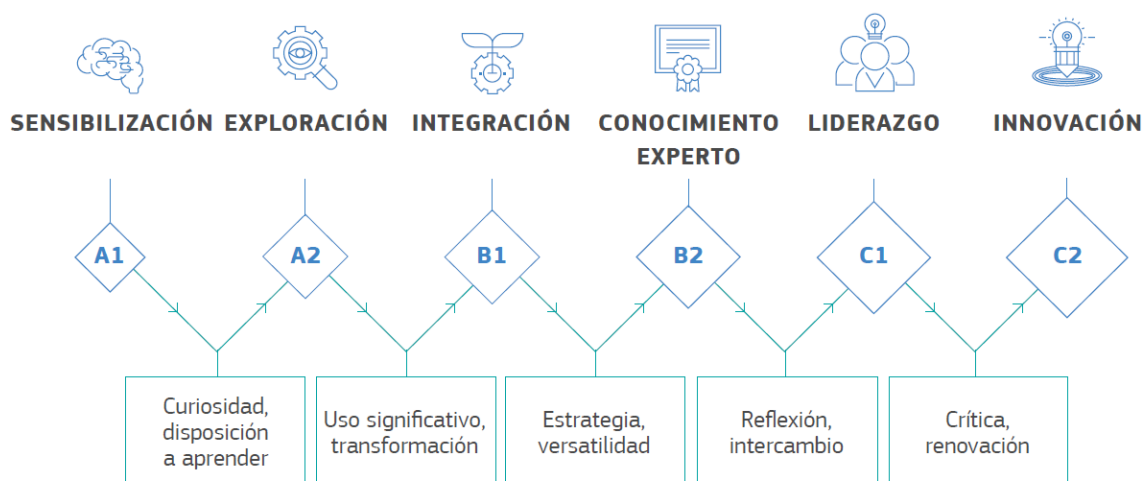 SENSIBILIZACIÓN
EXPLORACIÓN
INTEGRACIÓN
CONOCIMIENTO
EXPERTO
LIDERAZGO
INNOVACIÓN
A1
A2
B1
B2
C1
C2
Curiosidad,
disposición
a aprender
Uso significativo,
transformación
Estrategia,
versatilidad
Reflexión,
intercambio
Crítica,
renovación